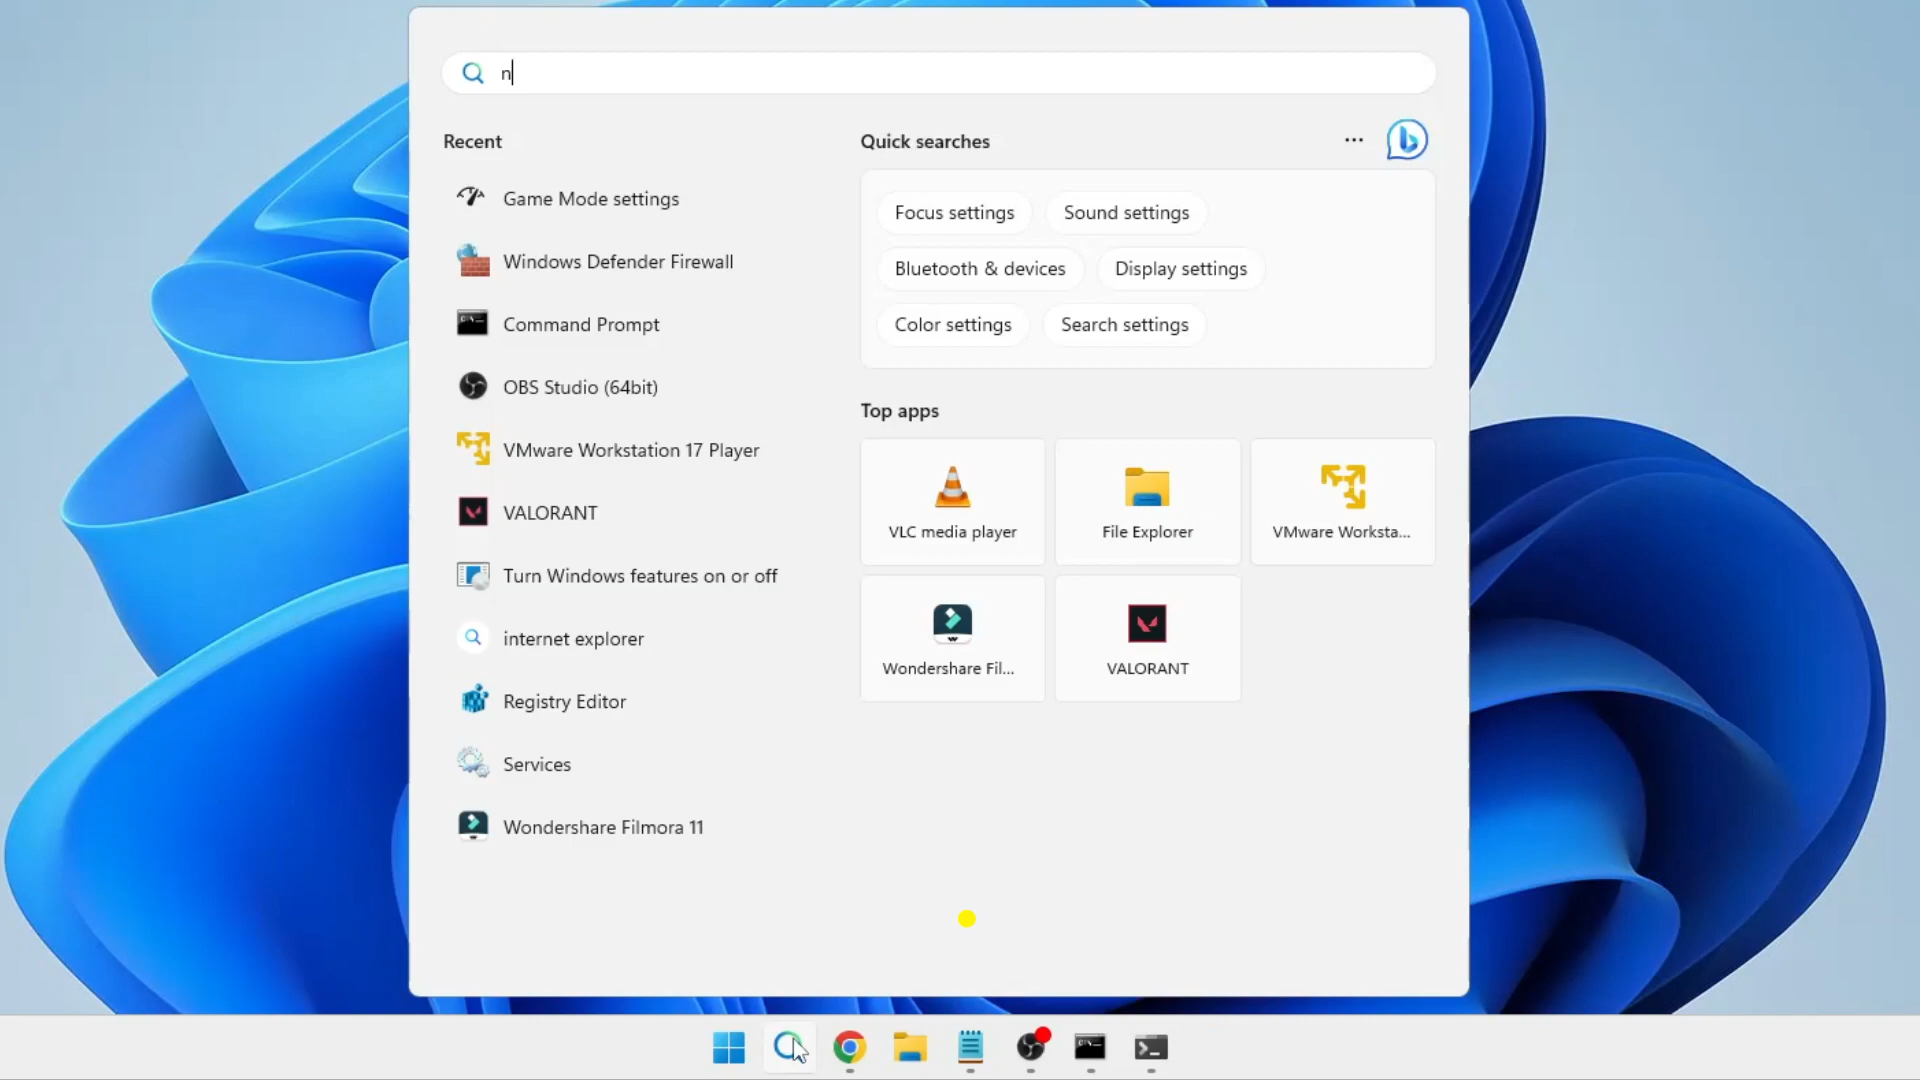 n
Recent
Game Mode settings
Windows Defender Firewall
Command Prompt
OBS Studio (64bit)
VMware Workstation 17 Player
VALORANT
Turn Windows features on or off
internet explorer
Registry Editor
Services
Wondershare Filmora 11
Quick searches
Focus settings
Sound settings
Bluetooth & devices
Display settings
Color settings
Search settings
Top apps
VLC media player
File Explorer
VMware Worksta...
Wondershare Fil...
VALORANT